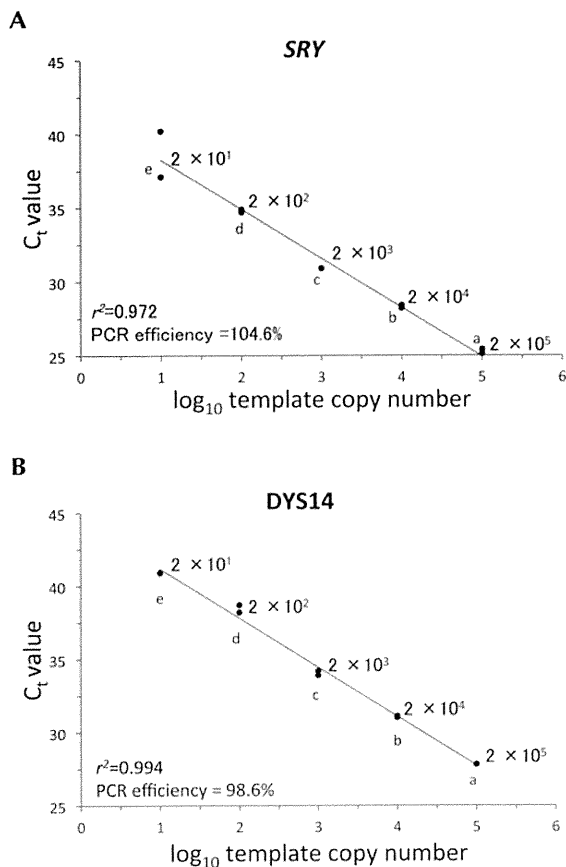 A
SRY
C_t value
40
35
30
25
e
2 × 10¹
d
2 × 10²
c
2 × 10³
b
2 × 10⁴
a
2 × 10⁵
r²=0.972
PCR efficiency =104.6%
0 1 2 3 4 5 6
log₁₀ template copy number
B
DYS14
C_t value
45
40
35
30
25
e
2 × 10¹
d
2 × 10²
c
2 × 10³
b
2 × 10⁴
a
2 × 10⁵
r²=0.994
PCR efficiency = 98.6%
0 1 2 3 4 5 6
log₁₀ template copy number